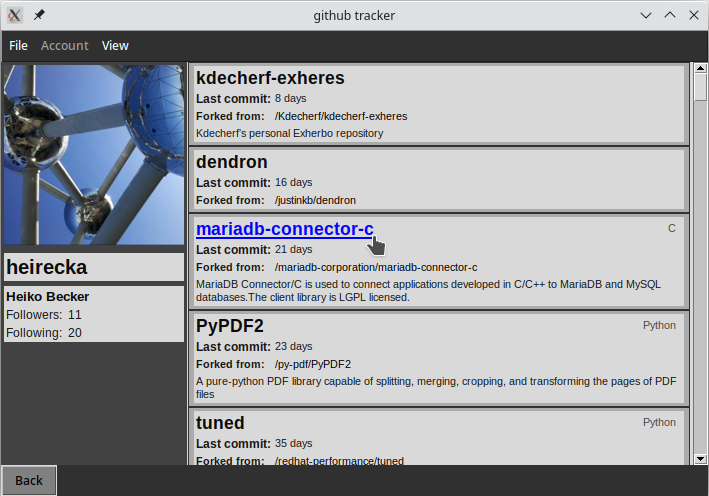 github tracker
File Account View
heirecka
Heiko Becker
Followers: 11
Following: 20
kdecherf-exheres
Last commit: 8 days
Forked from: /Kdecherf/kdecherf-exheres
Kdecherf's personal Exherbo repository
dendron
Last commit: 16 days
Forked from: /justinkb/dendron
mariadb-connector-c C
Last commit: 21 days
Forked from: /mariadb-corporation/mariadb-connector-c
MariaDB Connector/C is used to connect applications developed in C/C++ to MariaDB and MySQL
databases.The client library is LGPL licensed.
PyPDF2 Python
Last commit: 23 days
Forked from: /py-pdf/PyPDF2
A pure-python PDF library capable of splitting, merging, cropping, and transforming the pages of PDF
files
tuned Python
Last commit: 35 days
Forked from: /redhat-performance/tuned
Back